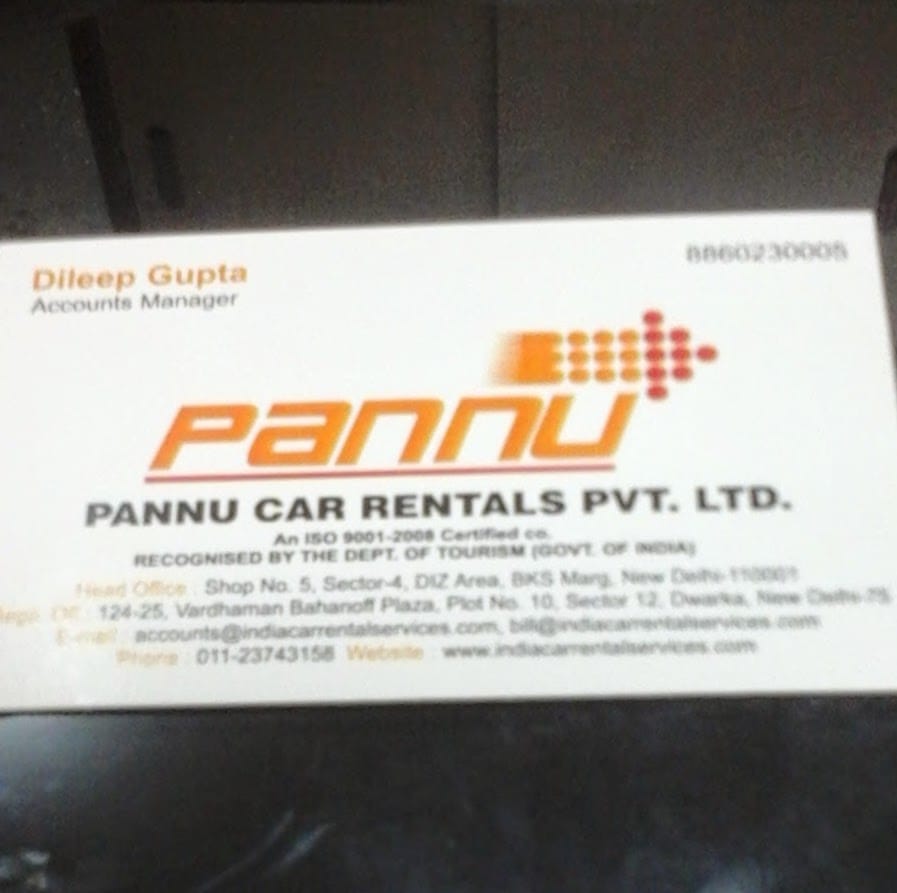 Dileep Gupta
Accounts Manager
8860230005
Pannu
PANNU CAR RENTALS PVT. LTD.
An ISO 9001-2008 Certified co.
RECOGNISED BY THE DEPT. OF TOURISM (GOVT. OF INDIA)
Head Office : Shop No. 5, Sector-4, DIZ Area, BKS Marg, New Delhi-110001
Regn. Off. : 124-25, Vardhaman Bahanoff Plaza, Plot No. 10, Sector 12, Dwarka, New Delhi-75
E-mail : accounts@indiacarrentalservices.com, bill@indiacarrentalservices.com
Phone : 011-23743158 Website : www.indiacarrentalservices.com